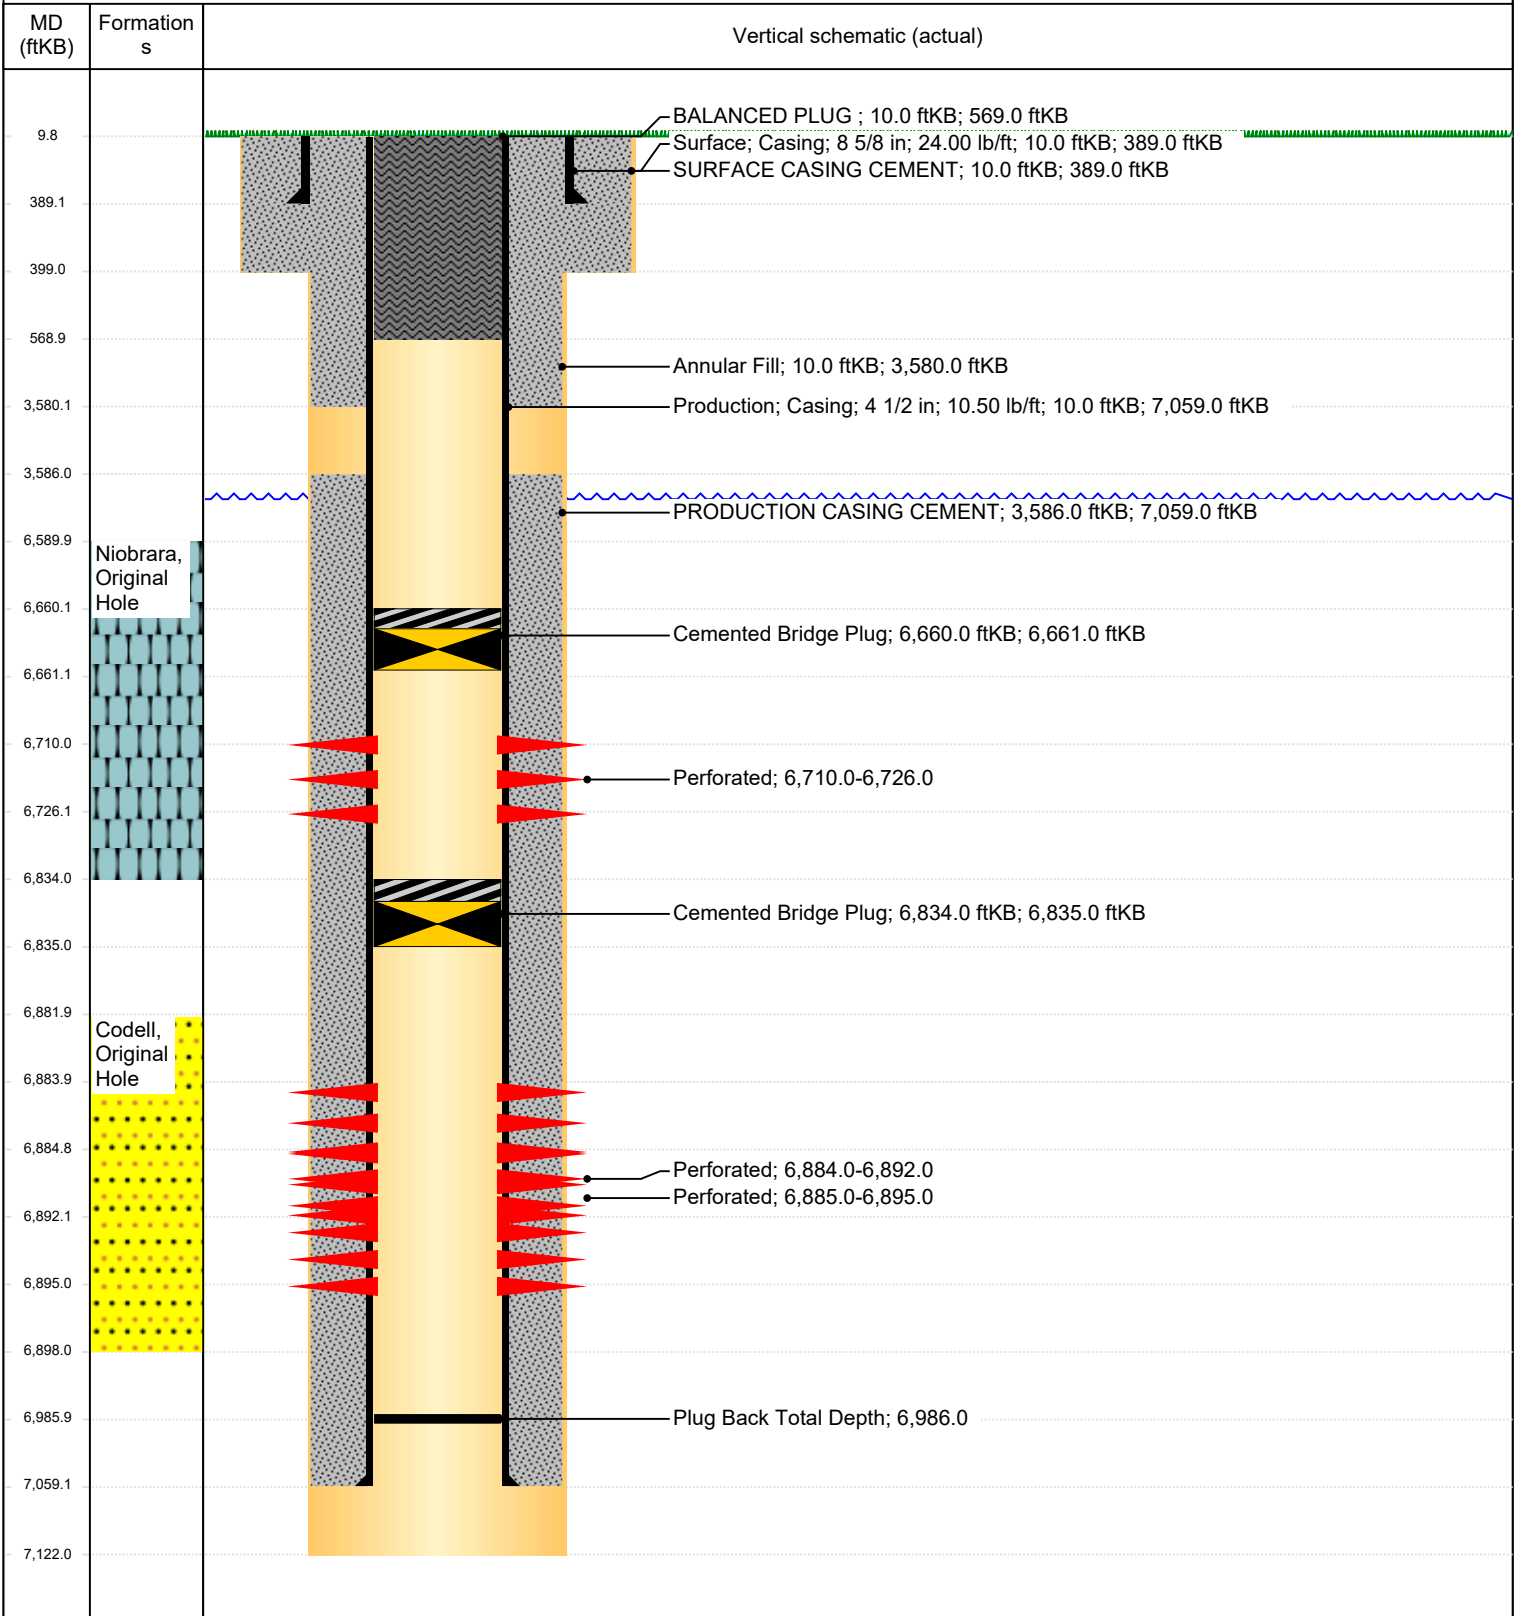 MD
(ftKB)
Formation
s
Vertical schematic (actual)
9.8
389.1
399.0
568.9
3,580.1
3,586.0
6,589.9
6,660.1
6,661.1
6,710.0
6,726.1
6,834.0
6,835.0
6,881.9
6,883.9
6,884.8
6,892.1
6,895.0
6,898.0
6,985.9
7,059.1
7,122.0
Niobrara,
Original
Hole
Codell,
Original
Hole
BALANCED PLUG ; 10.0 ftKB; 569.0 ftKB
Surface; Casing; 8 5/8 in; 24.00 lb/ft; 10.0 ftKB; 389.0 ftKB
SURFACE CASING CEMENT; 10.0 ftKB; 389.0 ftKB
Annular Fill; 10.0 ftKB; 3,580.0 ftKB
Production; Casing; 4 1/2 in; 10.50 lb/ft; 10.0 ftKB; 7,059.0 ftKB
PRODUCTION CASING CEMENT; 3,586.0 ftKB; 7,059.0 ftKB
Cemented Bridge Plug; 6,660.0 ftKB; 6,661.0 ftKB
Perforated; 6,710.0-6,726.0
Cemented Bridge Plug; 6,834.0 ftKB; 6,835.0 ftKB
Perforated; 6,884.0-6,892.0
Perforated; 6,885.0-6,895.0
Plug Back Total Depth; 6,986.0